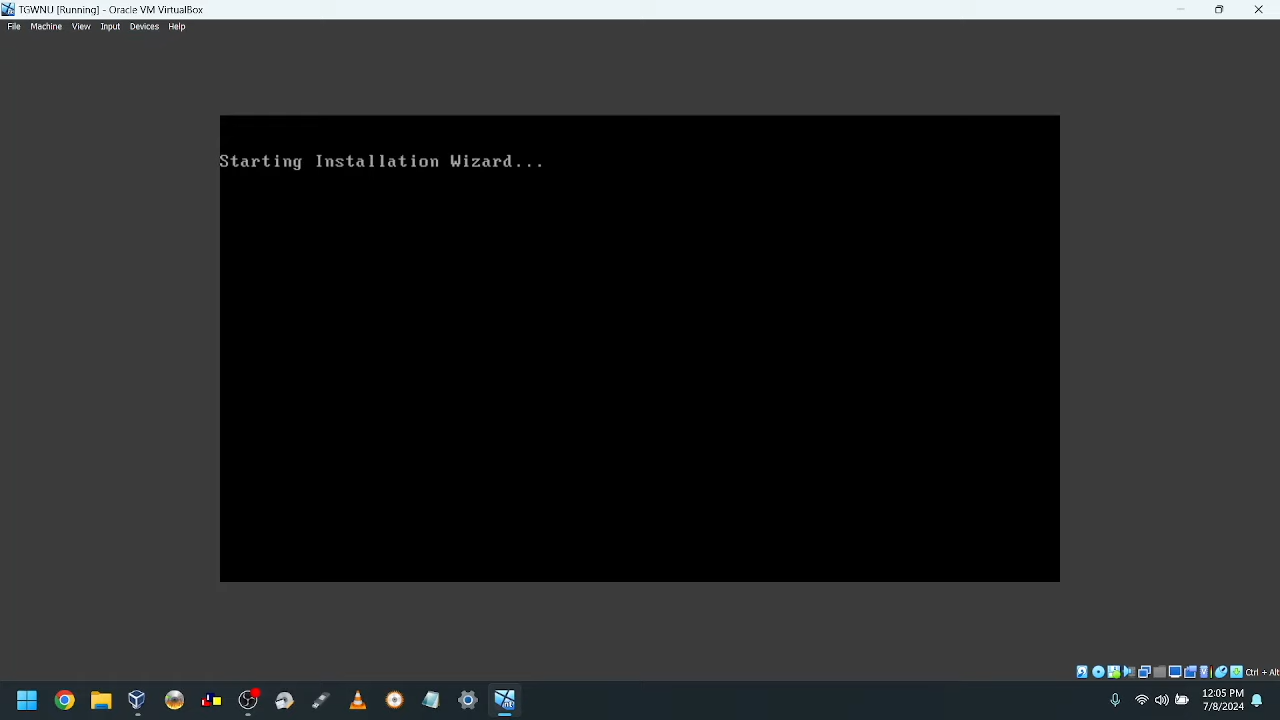 TGWNU [Running] - Oracle VM VirtualBox
File Machine View Input Devices Help
Starting Installation Wizard...
Ctrl + Alt
12:05 PM
7/8/2024